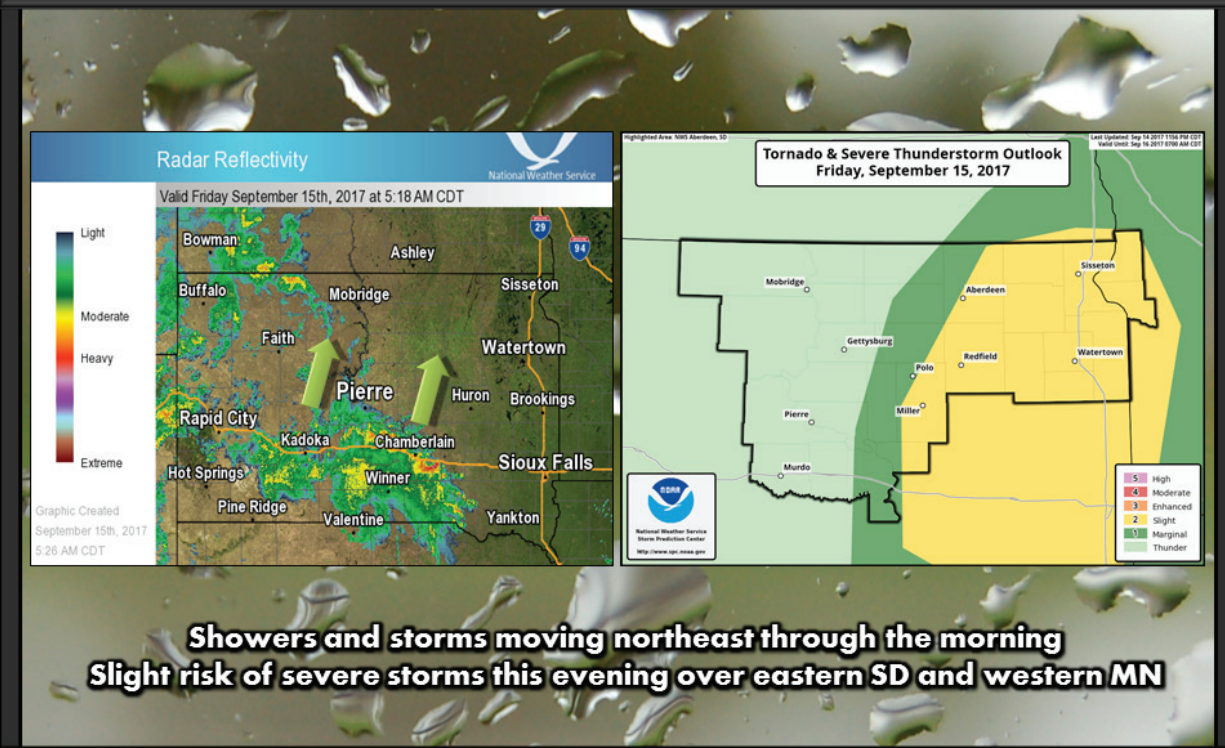 Radar Reflectivity
National Weather Service
Valid Friday September 15th, 2017 at 5:18 AM CDT
Light
Moderate
Heavy
Extreme
Graphic Created
September 15th, 2017
5:26 AM CDT
29
94
Bowman
Ashley
Buffalo
Mobridge
Sisseton
Faith
Watertown
Pierre
Huron
Brookings
Rapid City
Kadoka
Chamberlain
Hot Springs
Winner
Sioux Falls
Pine Ridge
Valentine
Yankton
Highlighted Area: NWS Aberdeen, SD
Last Updated: Sep 14 2017 1156 PM CDT
Valid Until: Sep 16 2017 0700 AM CDT
Tornado & Severe Thunderstorm Outlook
Friday, September 15, 2017
Sisseton
Mobridge
Aberdeen
Gettysburg
Redfield
Watertown
Polo
Miller
Pierre
Murdo
NOAA
National Weather Service
Storm Prediction Center
http://www.spc.noaa.gov
5 High
4 Moderate
3 Enhanced
2 Slight
1 Marginal
Thunder
Showers and storms moving northeast through the morning
Slight risk of severe storms this evening over eastern SD and western MN